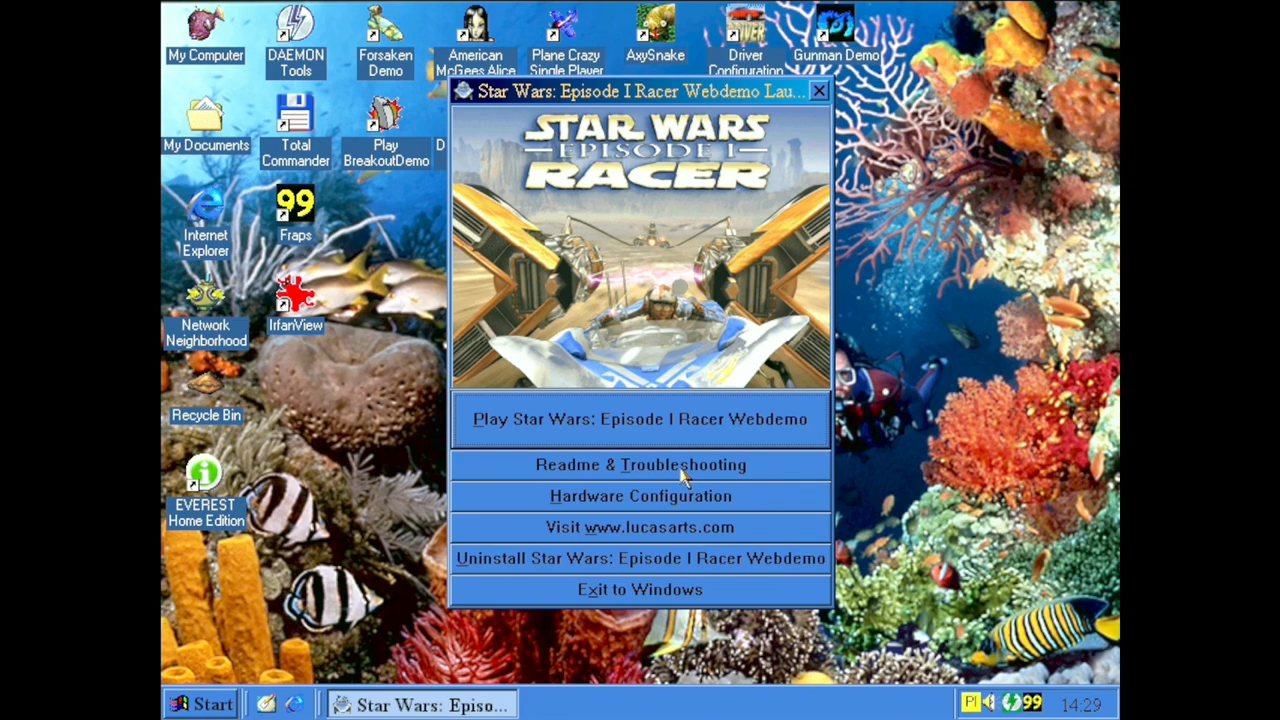 My Computer
DAEMON
Tools
Forsaken
Demo
American
McGees Alice
Plane Crazy
Single Player
AxySnake
Driver
Configuration
Gunman Demo
My Documents
Total
Commander
Play
BreakoutDemo
D
Internet
Explorer
99
Fraps
Network
Neighborhood
IrfanView
Recycle Bin
EVEREST
Home Edition
Star Wars: Episode I Racer Webdemo Lau...
STAR WARS
EPISODE I
RACER
Play Star Wars: Episode I Racer Webdemo
Readme & Troubleshooting
Hardware Configuration
Visit www.lucasarts.com
Uninstall Star Wars: Episode I Racer Webdemo
Exit to Windows
Start
Star Wars: Episo...
Pl
99
14:29